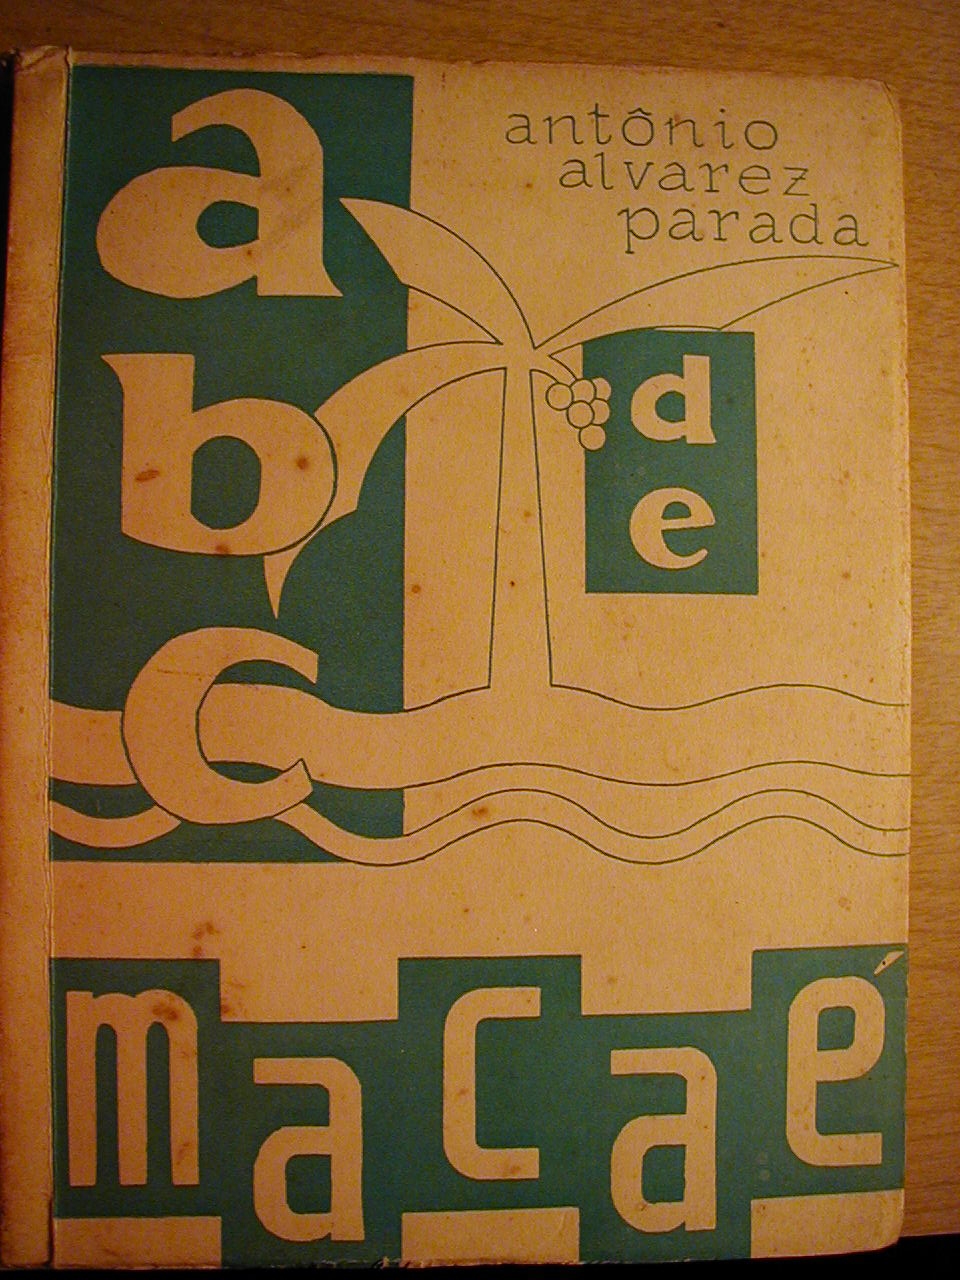 antônio
alvarez
parada
a
b
c
de
macaé